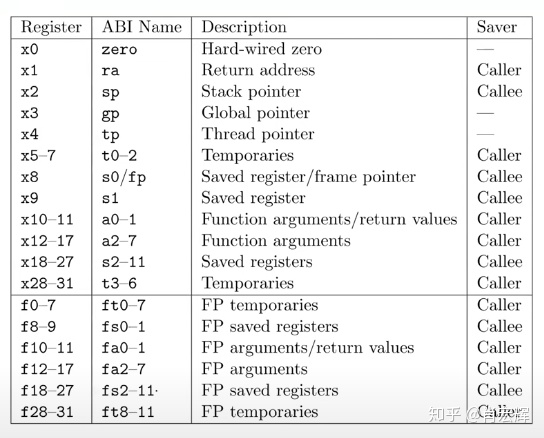 Register ABI Name Description Saver
x0 zero Hard-wired zero —
x1 ra Return address Caller
x2 sp Stack pointer Callee
x3 gp Global pointer —
x4 tp Thread pointer —
x5–7 t0–2 Temporaries Caller
x8 s0/fp Saved register/frame pointer Callee
x9 s1 Saved register Callee
x10–11 a0–1 Function arguments/return values Caller
x12–17 a2–7 Function arguments Caller
x18–27 s2–11 Saved registers Callee
x28–31 t3–6 Temporaries Caller
f0–7 ft0–7 FP temporaries Caller
f8–9 fs0–1 FP saved registers Callee
f10–11 fa0–1 FP arguments/return values Caller
f12–17 fa2–7 FP arguments Caller
f18–27 fs2–11 FP saved registers Callee
f28–31 ft8–11 FP temporaries Caller
知乎 @肖宏辉